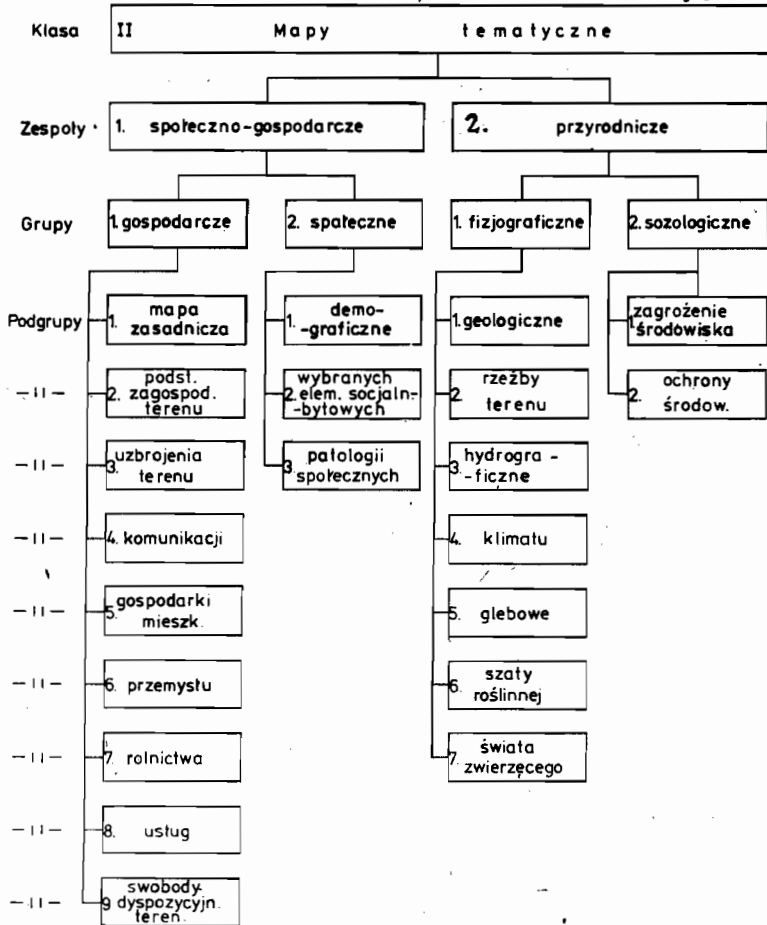 Klasa II Mapy tematyczne
Zespoły 1. społeczno-gospodarcze 2. przyrodnicze
Grupy 1. gospodarcze 2. społeczne 1. fizjograficzne 2. sozologiczne
Podgrupy 1. mapa zasadnicza
1. demo-
-graficzne
1. geologiczne
1. zagrożenie
środowiska
-II- 2. podst.
zagospod.
terenu
2. wybranych
elem. socjaln-
-bytowych
2. rzeźby
terenu
2. ochrony
środow.
-II- 3. uzbrojenia
terenu
3. patologii
społecznych
3. hydrogra-
-ficzne
-II- 4. komunikacji
4. klimatu
-II- 5. gospodarki
mieszk.
5. glebowe
-II- 6. przemysłu
6. szaty
roślinnej
-II- 7. rolnictwa
7. świata
zwierzęcego
-II- 8. usług
-II- 9 swobody
dyspozycyjn.
teren.